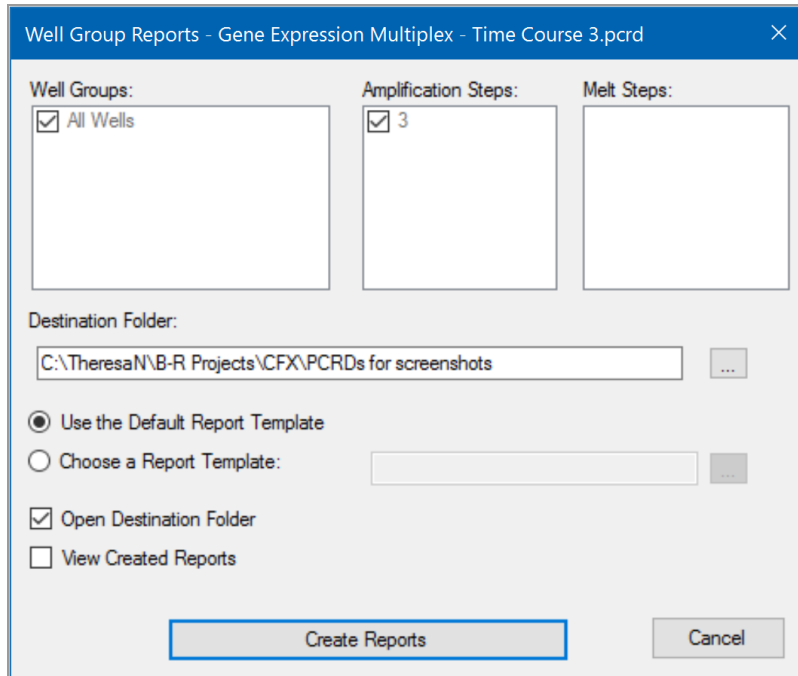 Well Group Reports - Gene Expression Multiplex - Time Course 3.pcrd
Well Groups:
Amplification Steps:
Melt Steps:
All Wells
3
Destination Folder:
C:\TheresaN\B-R Projects\CFX\PCRDs for screenshots
...
Use the Default Report Template
Choose a Report Template:
...
Open Destination Folder
View Created Reports
Create Reports
Cancel